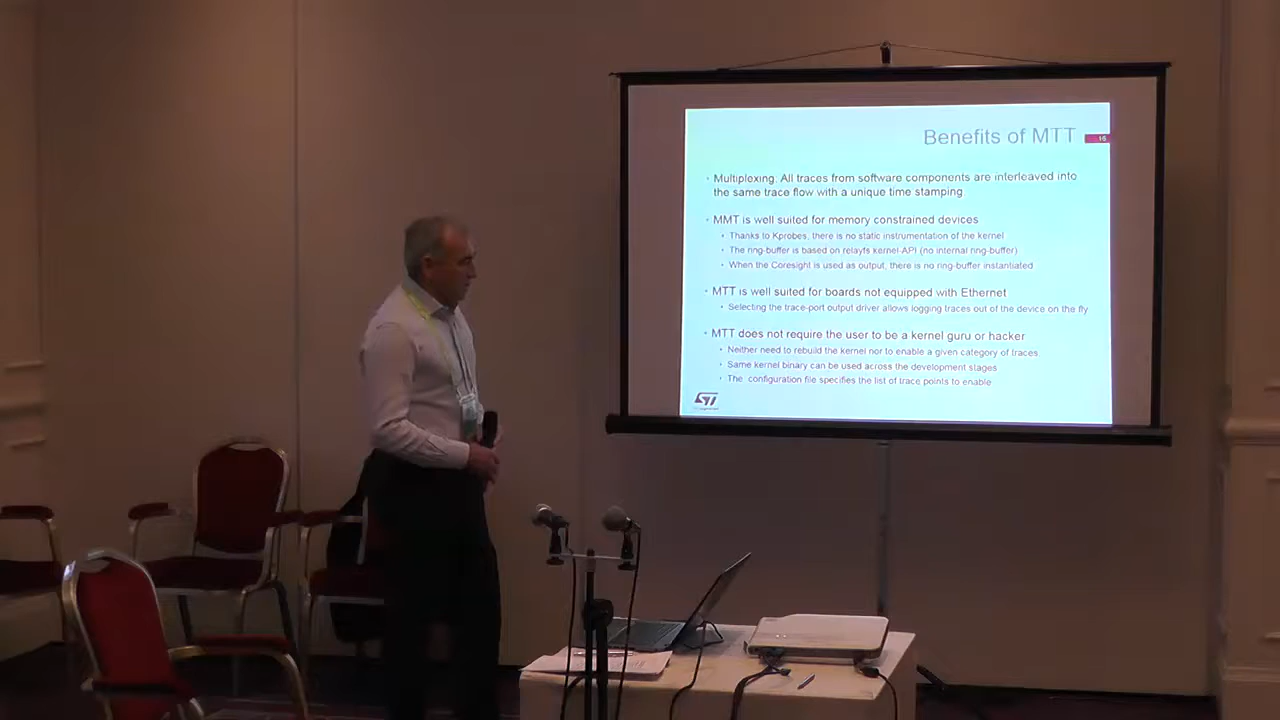 Benefits of MTT
16
• Multiplexing. All traces from software components are interleaved into
the same trace flow with a unique time stamping.
• MMT is well suited for memory constrained devices
• Thanks to Kprobes, there is no static instrumentation of the kernel
• The ring-buffer is based on relayfs kernel-API (no internal ring-buffer)
• When the Coresight is used as output, there is no ring-buffer instantiated
• MTT is well suited for boards not equipped with Ethernet
• Selecting the trace-port output driver allows logging traces out of the device on the fly
• MTT does not require the user to be a kernel guru or hacker
• Neither need to rebuild the kernel nor to enable a given category of traces
• Same kernel binary can be used across the development stages
• The configuration file specifies the list of trace points to enable
ST